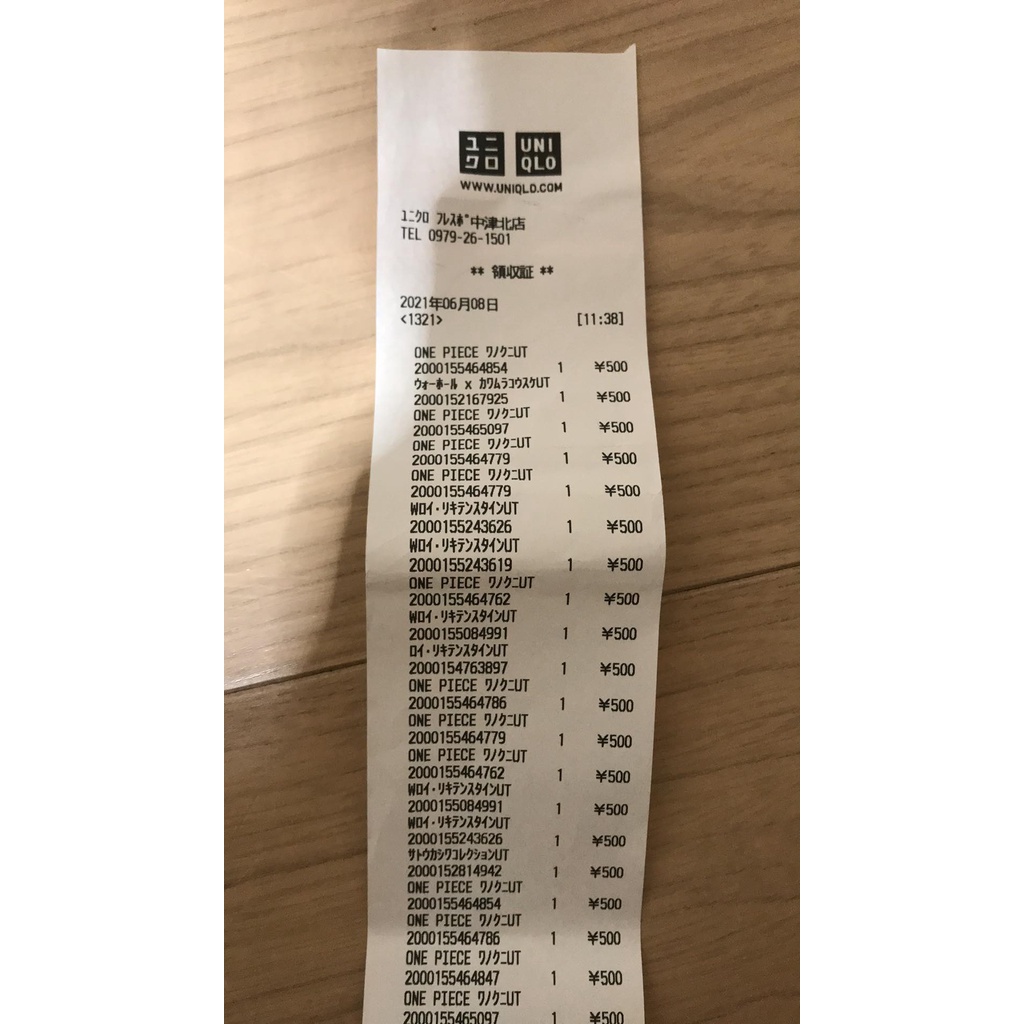 ユニ
クロ
UNI
QLO
WWW.UNIQLO.COM
ﾕﾆｸﾛ ﾌﾚｽﾎﾟ中津北店
TEL 0979-26-1501
** 領収証 **
2021年06月08日
<1321> [11:38]
ONE PIECE ﾜﾉｸﾆUT
2000155464854 1 ¥500
ｳｫｰﾎｰﾙ x ｶﾜﾑﾗｺｳｽｹUT
2000152167925 1 ¥500
ONE PIECE ﾜﾉｸﾆUT
2000155465097 1 ¥500
ONE PIECE ﾜﾉｸﾆUT
2000155464779 1 ¥500
ONE PIECE ﾜﾉｸﾆUT
2000155464779 1 ¥500
Wﾛｲ･ﾘｷﾃﾝｽﾀｲﾝUT
2000155243626 1 ¥500
Wﾛｲ･ﾘｷﾃﾝｽﾀｲﾝUT
2000155243619 1 ¥500
ONE PIECE ﾜﾉｸﾆUT
2000155464762 1 ¥500
Wﾛｲ･ﾘｷﾃﾝｽﾀｲﾝUT
2000155084991 1 ¥500
ﾛｲ･ﾘｷﾃﾝｽﾀｲﾝUT
2000154763897 1 ¥500
ONE PIECE ﾜﾉｸﾆUT
2000155464786 1 ¥500
ONE PIECE ﾜﾉｸﾆUT
2000155464779 1 ¥500
ONE PIECE ﾜﾉｸﾆUT
2000155464762 1 ¥500
Wﾛｲ･ﾘｷﾃﾝｽﾀｲﾝUT
2000155084991 1 ¥500
Wﾛｲ･ﾘｷﾃﾝｽﾀｲﾝUT
2000155243626 1 ¥500
ｻﾄｳｶｼﾜｺﾚｸｼｮﾝUT
2000152814942 1 ¥500
ONE PIECE ﾜﾉｸﾆUT
2000155464854 1 ¥500
ONE PIECE ﾜﾉｸﾆUT
2000155464786 1 ¥500
ONE PIECE ﾜﾉｸﾆUT
2000155464847 1 ¥500
ONE PIECE ﾜﾉｸﾆUT
2000155465097 1 ¥500